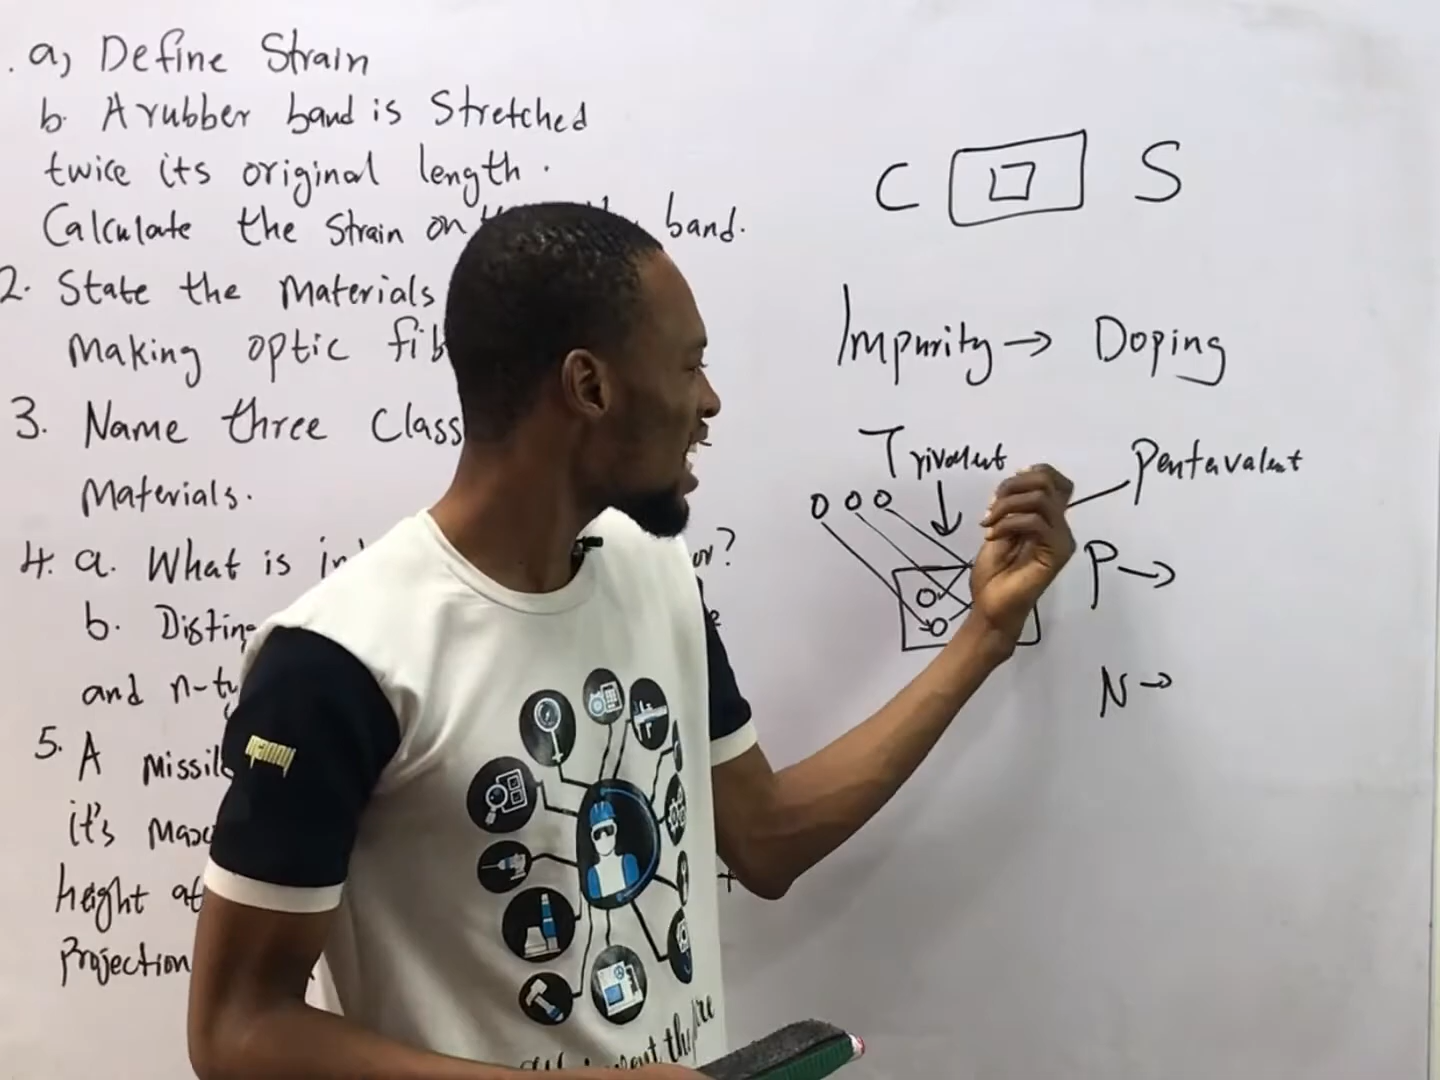 . a, Define Strain
b. A rubber band is Stretched
twice its original length.
Calculate the strain on band.
2. State the Materials
making optic fib
3. Name three Class
Materials.
4. a. What is in or?
b. Disting
and n-ty
5. A Missil
it's Max
height at
Projection
C S
Impurity → Doping
Trivalent
Pentavalent
P →
N →